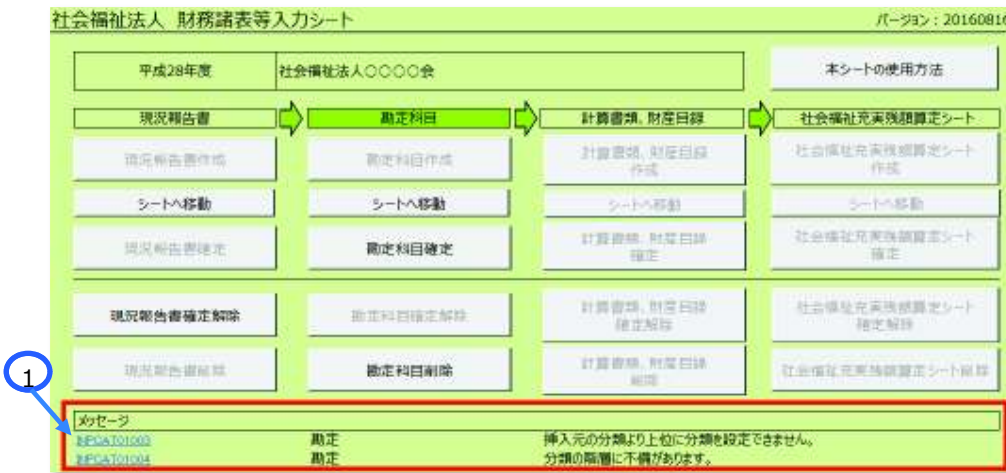 社会福祉法人 財務諸表等入力シート
バージョン：20160816
平成28年度 社会福祉法人○○○○会
本シートの使用方法
現況報告書 勘定科目 計算書類、財産目録 社会福祉充実残額算定シート
現況報告書作成 勘定科目作成 計算書類、財産目録
作成 社会福祉充実残額算定シート
作成
シートへ移動 シートへ移動 シートへ移動 シートへ移動
現況報告書確定 勘定科目確定 計算書類、財産目録
確定 社会福祉充実残額算定シート
確定
現況報告書確定解除 勘定科目確定解除 計算書類、財産目録
確定解除 社会福祉充実残額算定シート
確定解除
現況報告書削除 勘定科目削除 計算書類、財産目録
削除 社会福祉充実残額算定シート削除
1
メッセージ
INPCAT01003 勘定 挿入元の分類より上位に分類を設定できません。
INPCAT01004 勘定 分類の階層に不備があります。